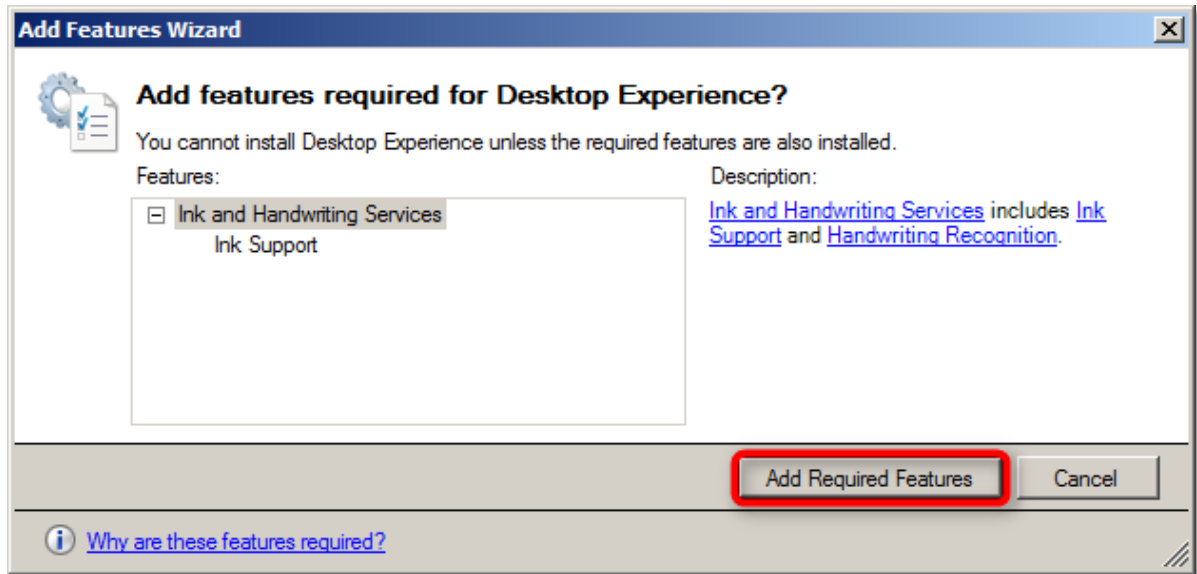 Add Features Wizard
Add features required for Desktop Experience?
You cannot install Desktop Experience unless the required features are also installed.
Features:
Description:
Ink and Handwriting Services
Ink Support
Ink and Handwriting Services includes Ink
Support and Handwriting Recognition.
Add Required Features
Cancel
Why are these features required?